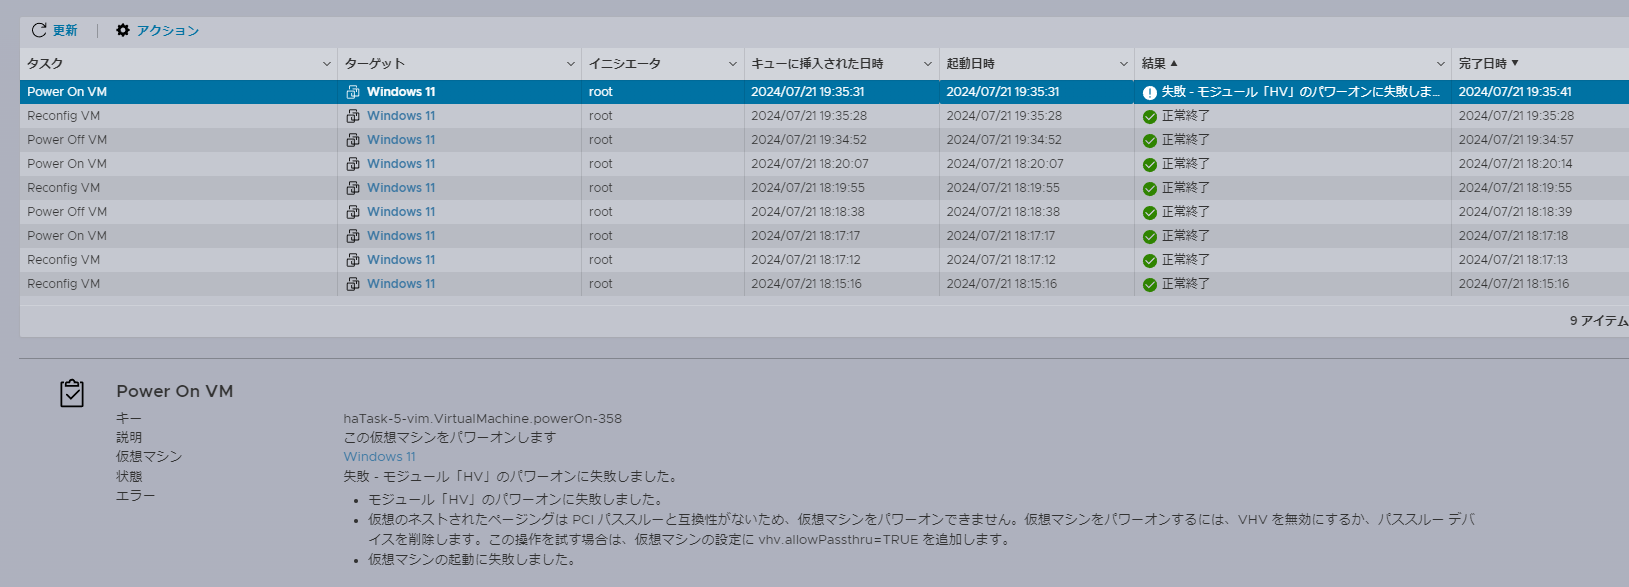 更新 アクション
タスク ターゲット イニシエータ キューに挿入された日時 起動日時 結果▲ 完了日時▼
Power On VM Windows 11 root 2024/07/21 19:35:31 2024/07/21 19:35:31 失敗 - モジュール「HV」のパワーオンに失敗しま... 2024/07/21 19:35:41
Reconfig VM Windows 11 root 2024/07/21 19:35:28 2024/07/21 19:35:28 正常終了 2024/07/21 19:35:28
Power Off VM Windows 11 root 2024/07/21 19:34:52 2024/07/21 19:34:52 正常終了 2024/07/21 19:34:57
Power On VM Windows 11 root 2024/07/21 18:20:07 2024/07/21 18:20:07 正常終了 2024/07/21 18:20:14
Reconfig VM Windows 11 root 2024/07/21 18:19:55 2024/07/21 18:19:55 正常終了 2024/07/21 18:19:55
Power Off VM Windows 11 root 2024/07/21 18:18:38 2024/07/21 18:18:38 正常終了 2024/07/21 18:18:39
Power On VM Windows 11 root 2024/07/21 18:17:17 2024/07/21 18:17:17 正常終了 2024/07/21 18:17:18
Reconfig VM Windows 11 root 2024/07/21 18:17:12 2024/07/21 18:17:12 正常終了 2024/07/21 18:17:13
Reconfig VM Windows 11 root 2024/07/21 18:15:16 2024/07/21 18:15:16 正常終了 2024/07/21 18:15:16
9 アイテム
Power On VM
キー haTask-5-vim.VirtualMachine.powerOn-358
説明 この仮想マシンをパワーオンします
仮想マシン Windows 11
状態 失敗 - モジュール「HV」のパワーオンに失敗しました。
エラー
• モジュール「HV」のパワーオンに失敗しました。
• 仮想のネストされたページングは PCI パススルーと互換性がないため、仮想マシンをパワーオンできません。仮想マシンをパワーオンするには、VHV を無効にするか、パススルー デバ
イスを削除します。この操作を試す場合は、仮想マシンの設定に vhv.allowPassthru=TRUE を追加します。
• 仮想マシンの起動に失敗しました。